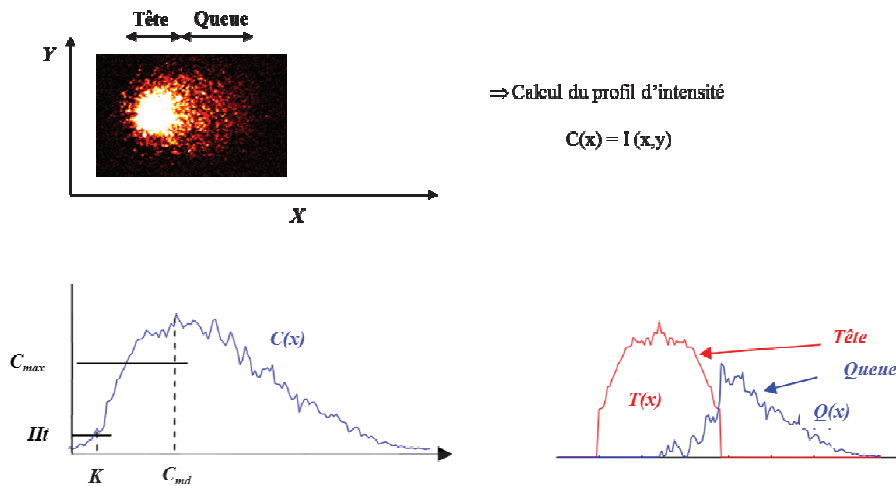 Tête Queue
Y
⇒ Calcul du profil d’intensité
C(x) = I (x,y)
X
C(x)
Cmax
IIt
K
Cmd
Tête
Queue
T(x)
Q(x)